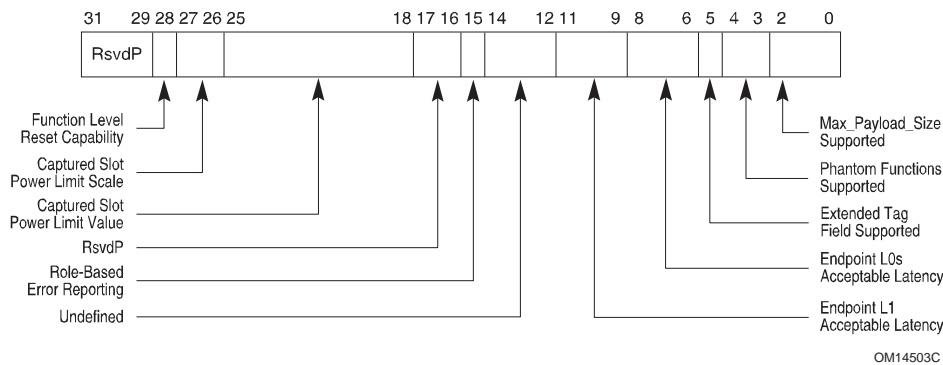 31 29 28 27 26 25 18 17 16 15 14 12 11 9 8 6 5 4 3 2 0
RsvdP
Function Level
Reset Capability
Captured Slot
Power Limit Scale
Captured Slot
Power Limit Value
RsvdP
Role-Based
Error Reporting
Undefined
Max_Payload_Size
Supported
Phantom Functions
Supported
Extended Tag
Field Supported
Endpoint L0s
Acceptable Latency
Endpoint L1
Acceptable Latency
OM14503C